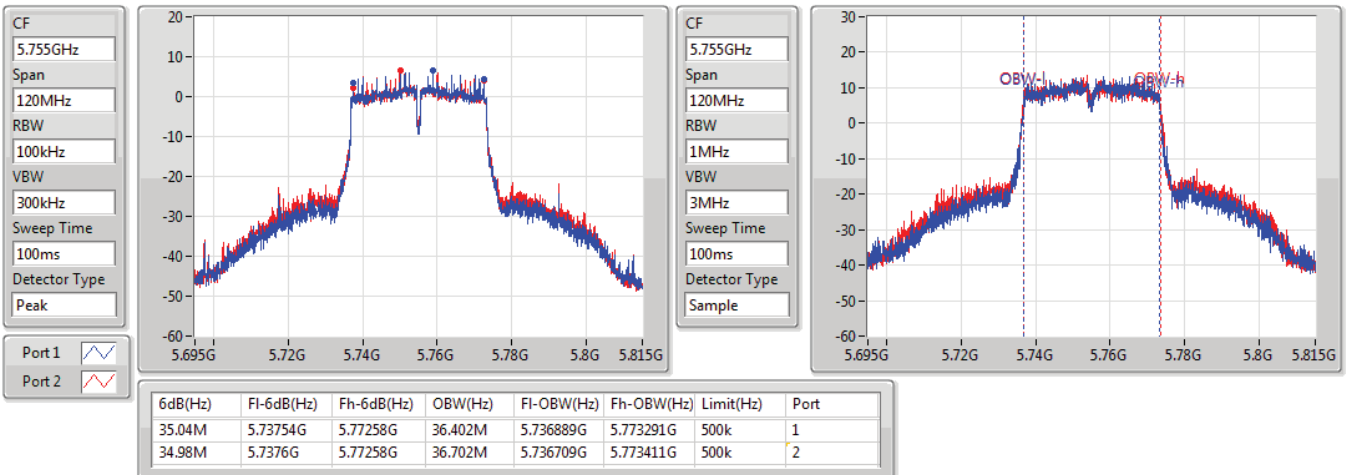 CF
5.755GHz
Span
120MHz
RBW
100kHz
VBW
300kHz
Sweep Time
100ms
Detector Type
Peak
Port 1
Port 2
20
10
0
-10
-20
-30
-40
-50
-60
5.695G 5.72G 5.74G 5.76G 5.78G 5.8G 5.815G
CF
5.755GHz
Span
120MHz
RBW
1MHz
VBW
3MHz
Sweep Time
100ms
Detector Type
Sample
30
20
10
0
-10
-20
-30
-40
-50
-60
OBW-l OBW-h
5.695G 5.72G 5.74G 5.76G 5.78G 5.8G 5.815G
6dB(Hz) Fl-6dB(Hz) Fh-6dB(Hz) OBW(Hz) Fl-OBW(Hz) Fh-OBW(Hz) Limit(Hz) Port
35.04M 5.73754G 5.77258G 36.402M 5.736889G 5.773291G 500k 1
34.98M 5.7376G 5.77258G 36.702M 5.736709G 5.773411G 500k 2